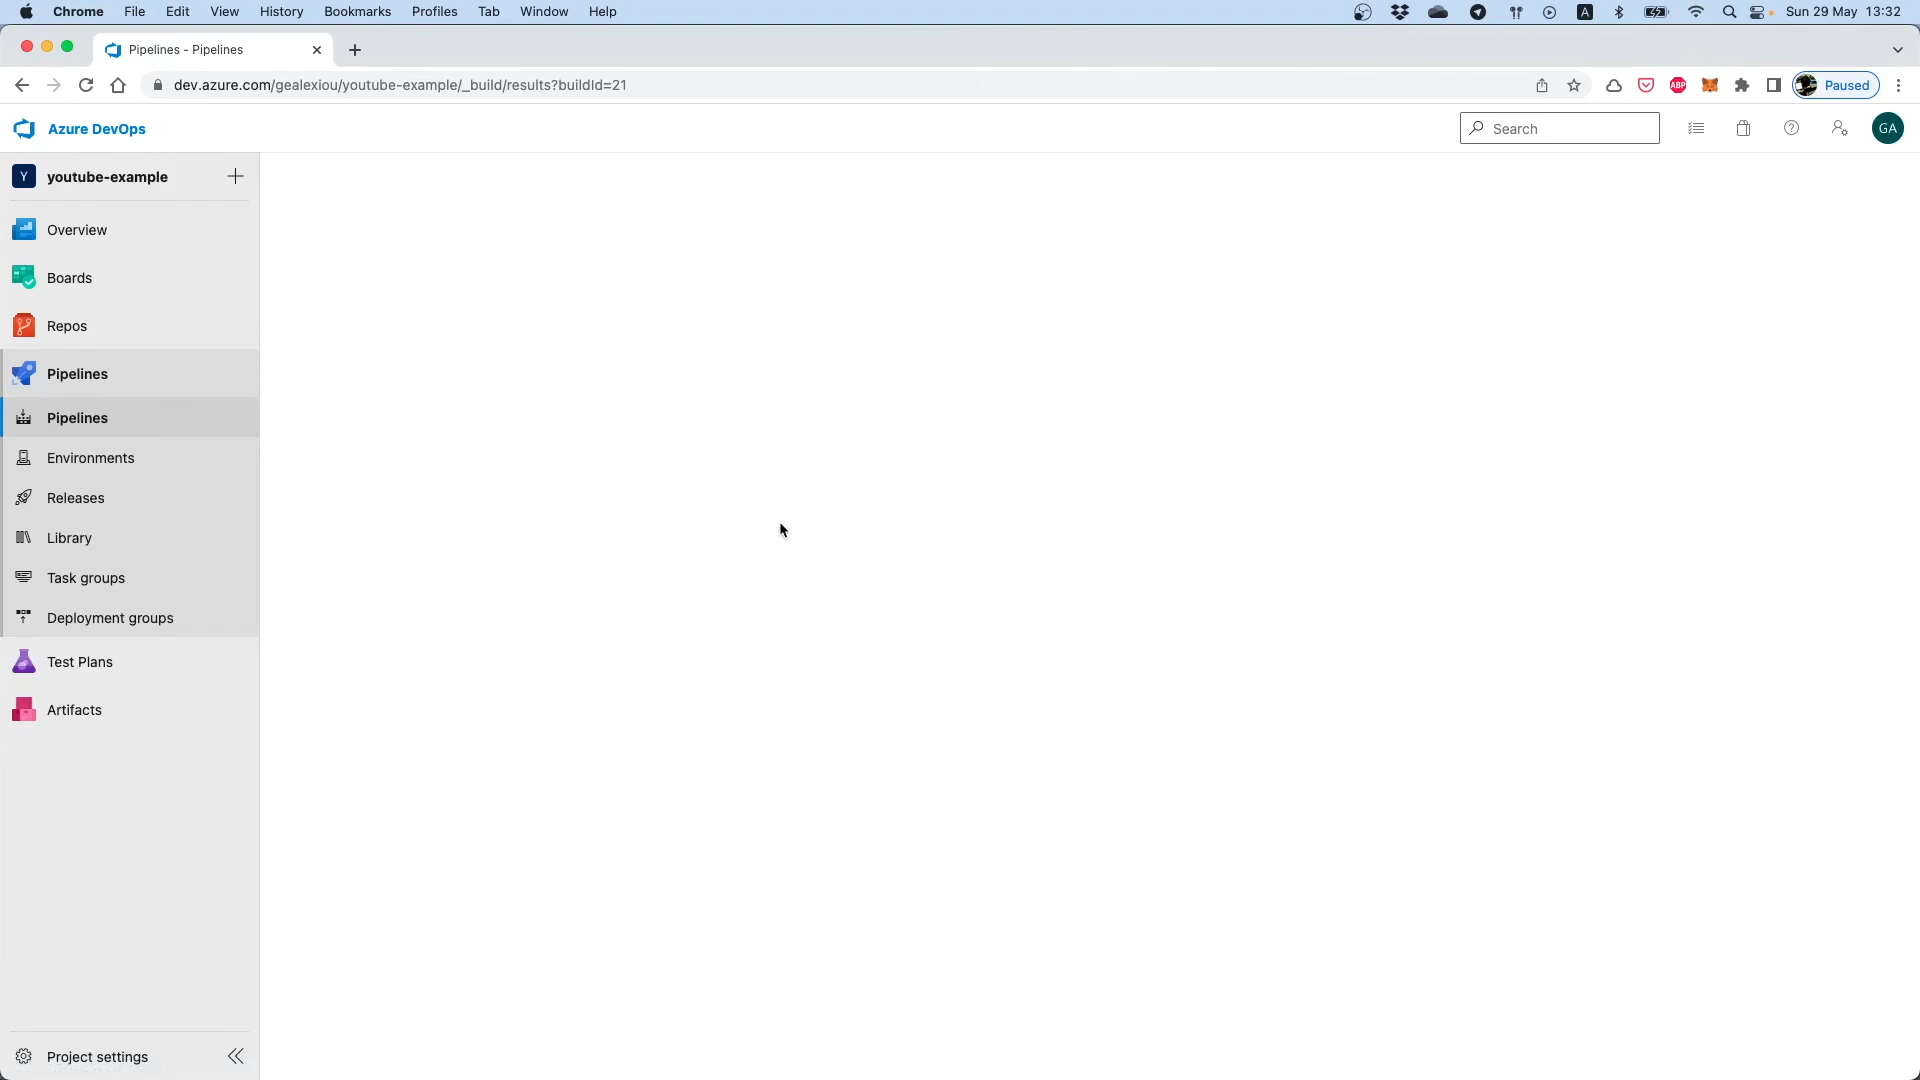 Chrome File Edit View History Bookmarks Profiles Tab Window Help A Sun 29 May 13:32
Pipelines - Pipelines
dev.azure.com/gealexiou/youtube-example/_build/results?buildId=21 ABP Paused
Azure DevOps Search GA
Y youtube-example
Overview
Boards
Repos
Pipelines
Pipelines
Environments
Releases
Library
Task groups
Deployment groups
Test Plans
Artifacts
Project settings